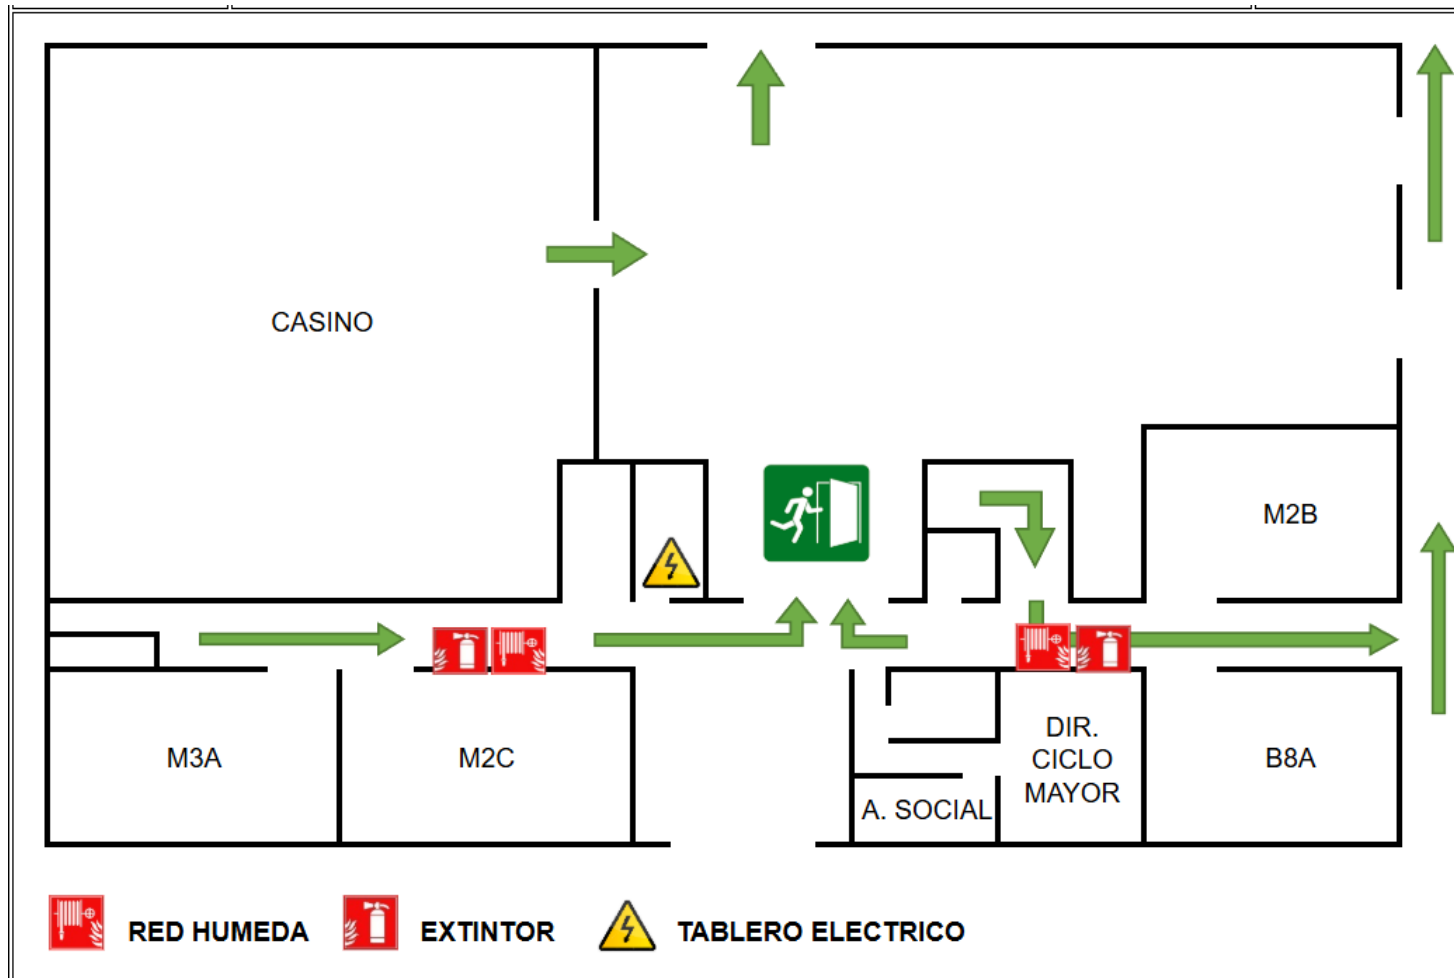 CASINO
M2B
M3A
M2C
DIR.
CICLO
MAYOR
B8A
A. SOCIAL
RED HUMEDA
EXTINTOR
TABLERO ELECTRICO